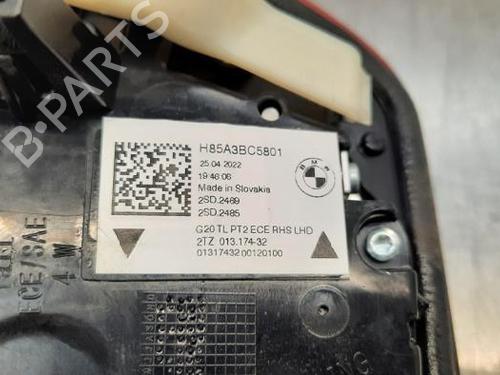 B-PARTS
H85A3BC5801
25.04.2022
19:46:06
Made in Slovakia
2SD.2469
2SD.2485
BMW
G20 TL PT2 ECE RHS LHD
2TZ 013.174-32
01317432 00120100
ECE/SAE
4 W